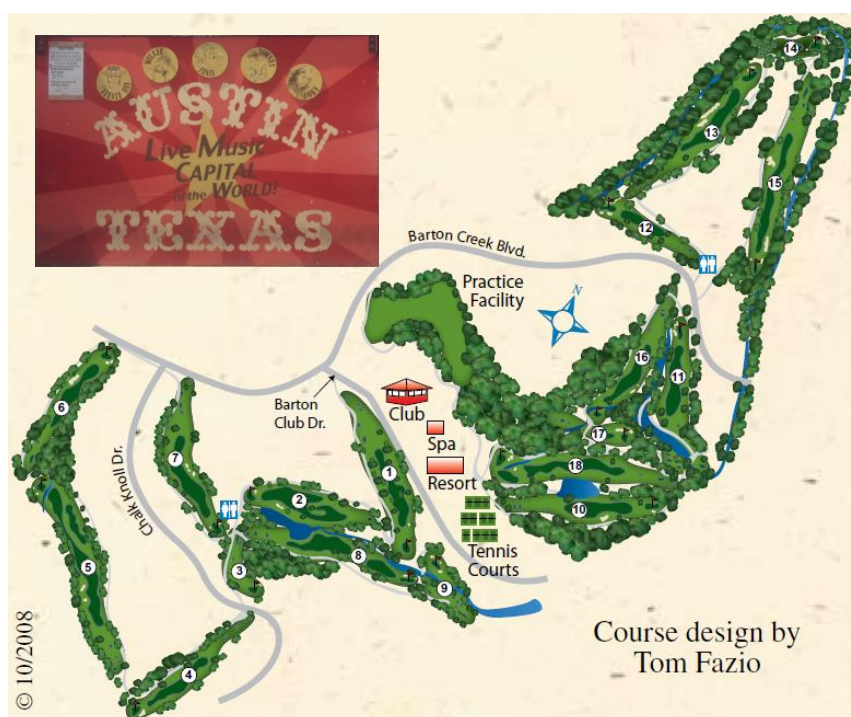 WILLIE
JANIS
AUSTIN
Live Music
CAPITAL
of the WORLD!
TEXAS
14
13
15
12
Barton Creek Blvd.
Practice
Facility
N
16
11
6
Barton
Club Dr.
Club
Spa
Resort
17
18
7
1
Chalk Knoll Dr.
2
10
Tennis
Courts
8
5
3
9
4
Course design by
Tom Fazio
© 10/2008